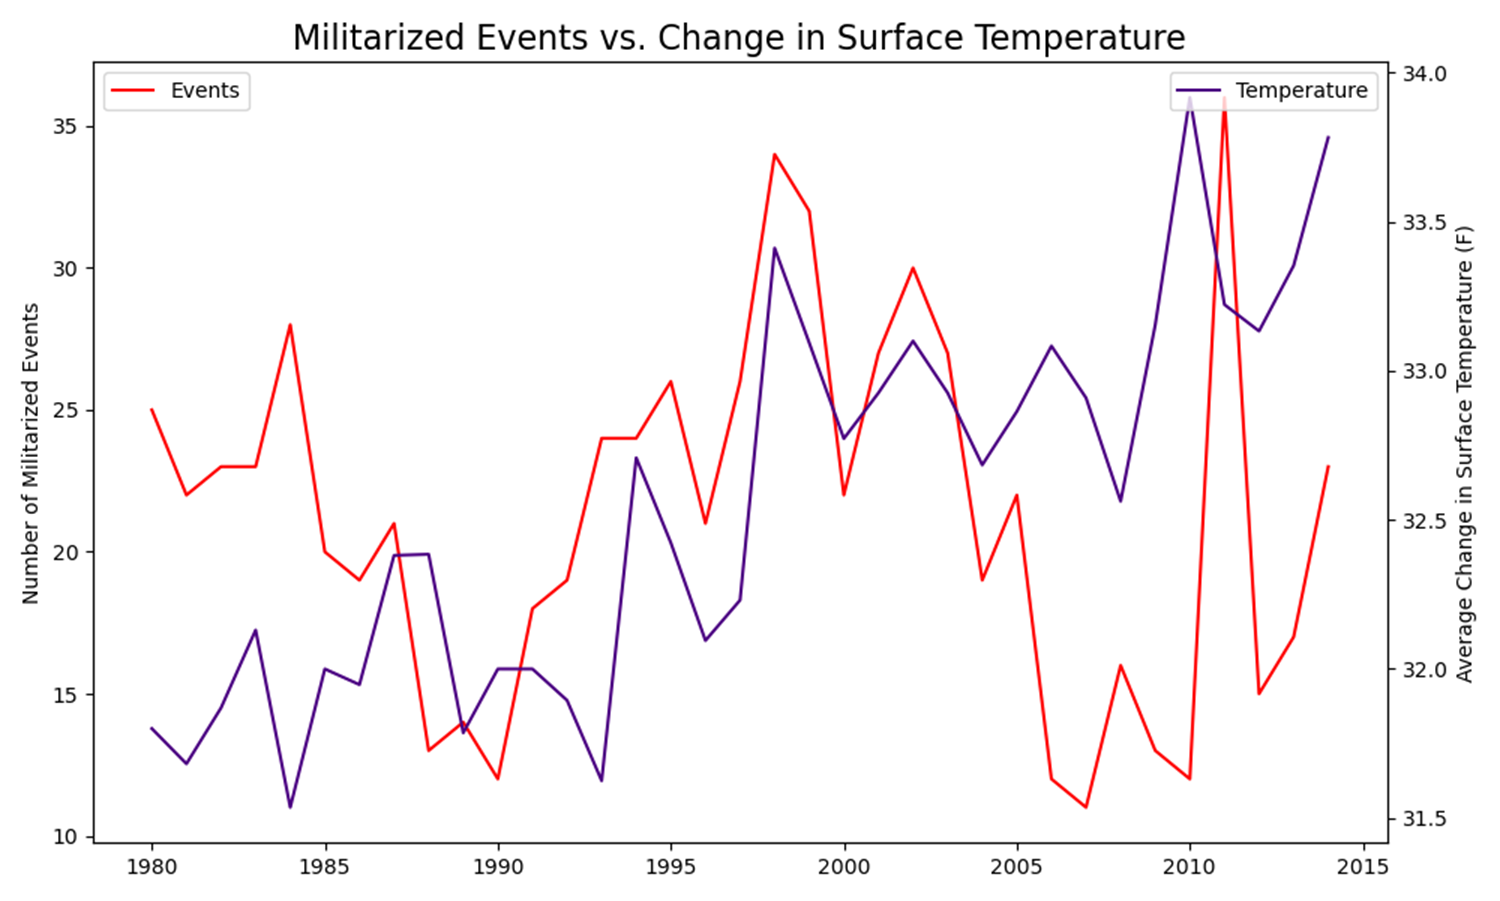 Militarized Events vs. Change in Surface Temperature
Events
Temperature
35
30
25
20
15
10
Number of Militarized Events
34.0
33.5
33.0
32.5
32.0
31.5
Average Change in Surface Temperature (F)
1980 1985 1990 1995 2000 2005 2010 2015